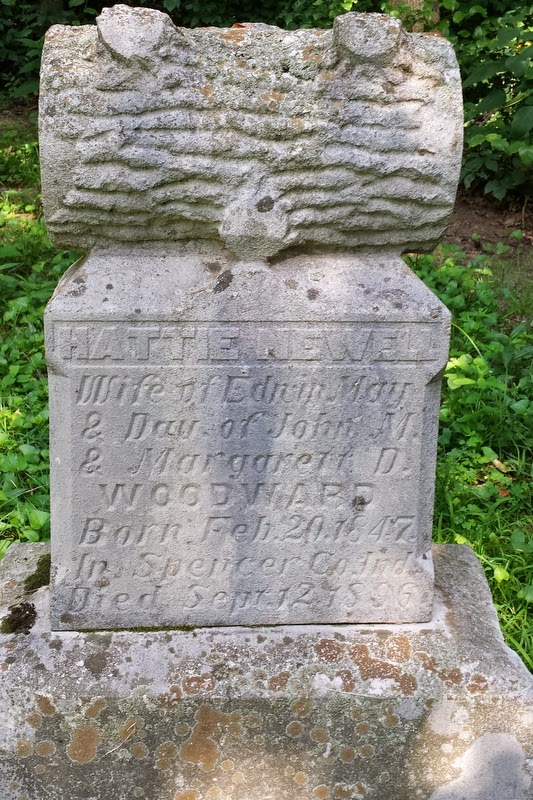 HATTIE NEWELL
Wife of Edwin May
& Dau. of John M.
& Margarett D.
WOODWARD
Born Feb. 20, 1847.
In Spencer Co. Ind.
Died Sept 12 1896